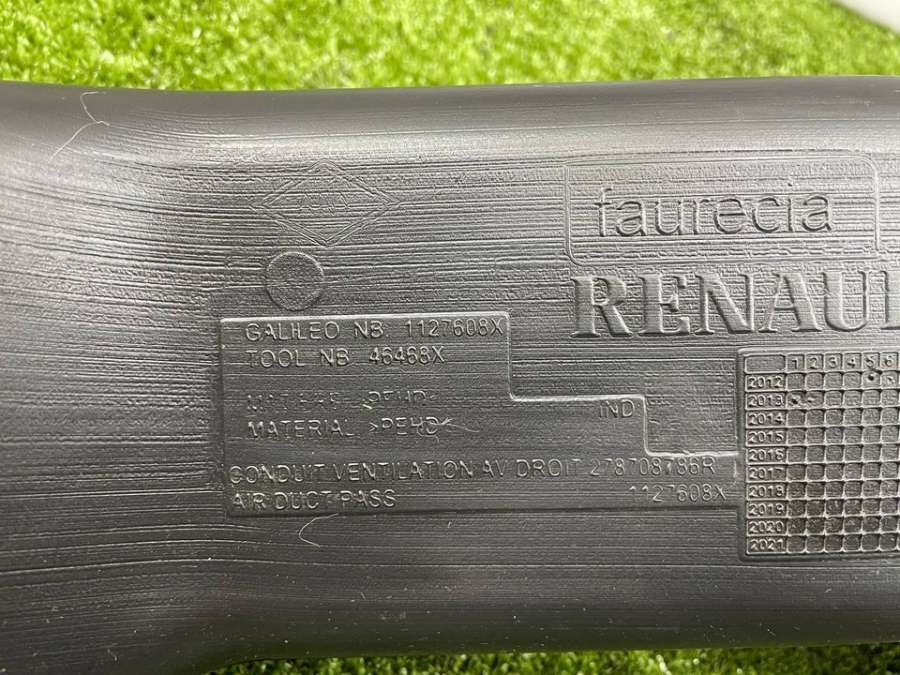 faurecia
RENAUL
GALILEO NB 1127608X
TOOL NB 46468X
IND
MATERIAL >PEHD<
CONDUIT VENTILATION AV DROIT 278708786R
AIR DUCT PASS 1127608X
1 2 3 4 5 6
2012
2013
2014
2015
2016
2017
2018
2019
2020
2021